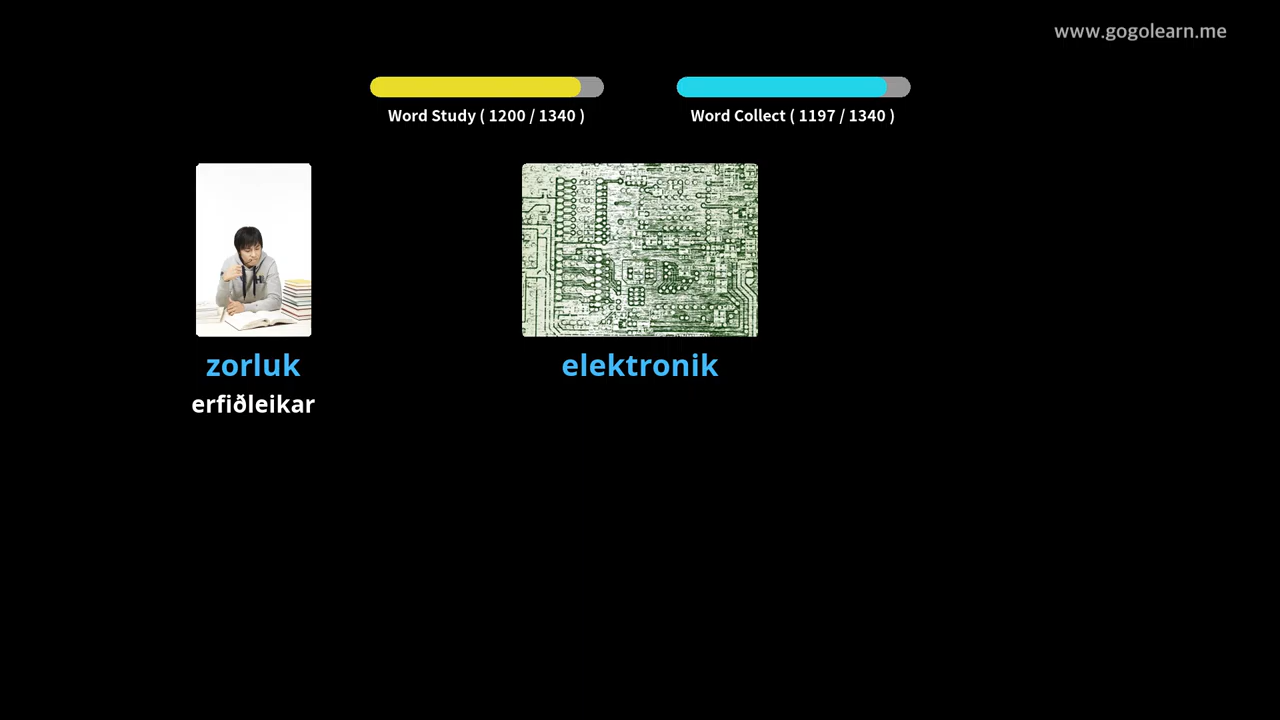 www.gogolearn.me
Word Study ( 1200 / 1340 )
Word Collect ( 1197 / 1340 )
zorluk
erfiðleikar
elektronik